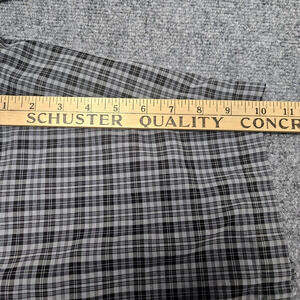 1 2 3 4 5 6 7 8 9 10 11
SCHUSTER QUALITY CONCR